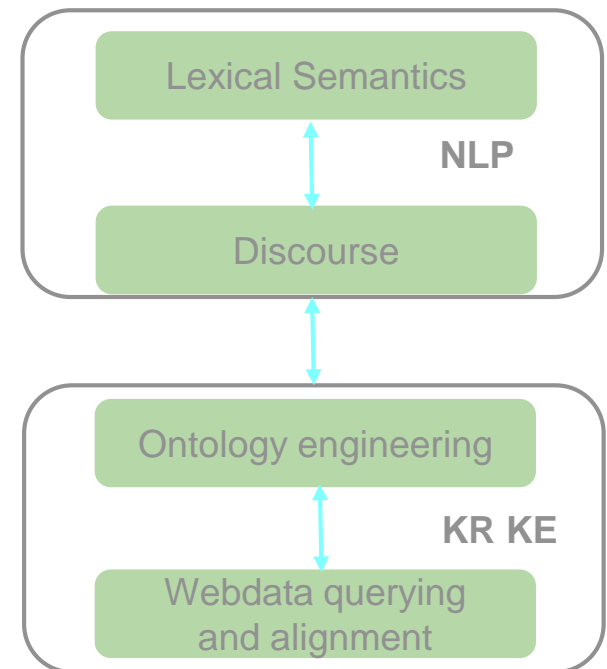 Lexical Semantics
NLP
Discourse
Ontology engineering
KR KE
Webdata querying
and alignment